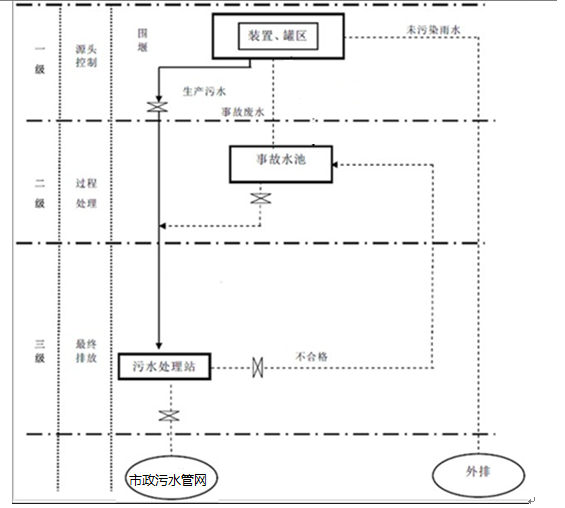 围
堰
装置、罐区
未污染雨水
一
级
源头
控制
生产污水
事故废水
事故水池
二
级
过程
处理
三
级
最终
排放
污水处理站
不合格
市政污水管网
外排